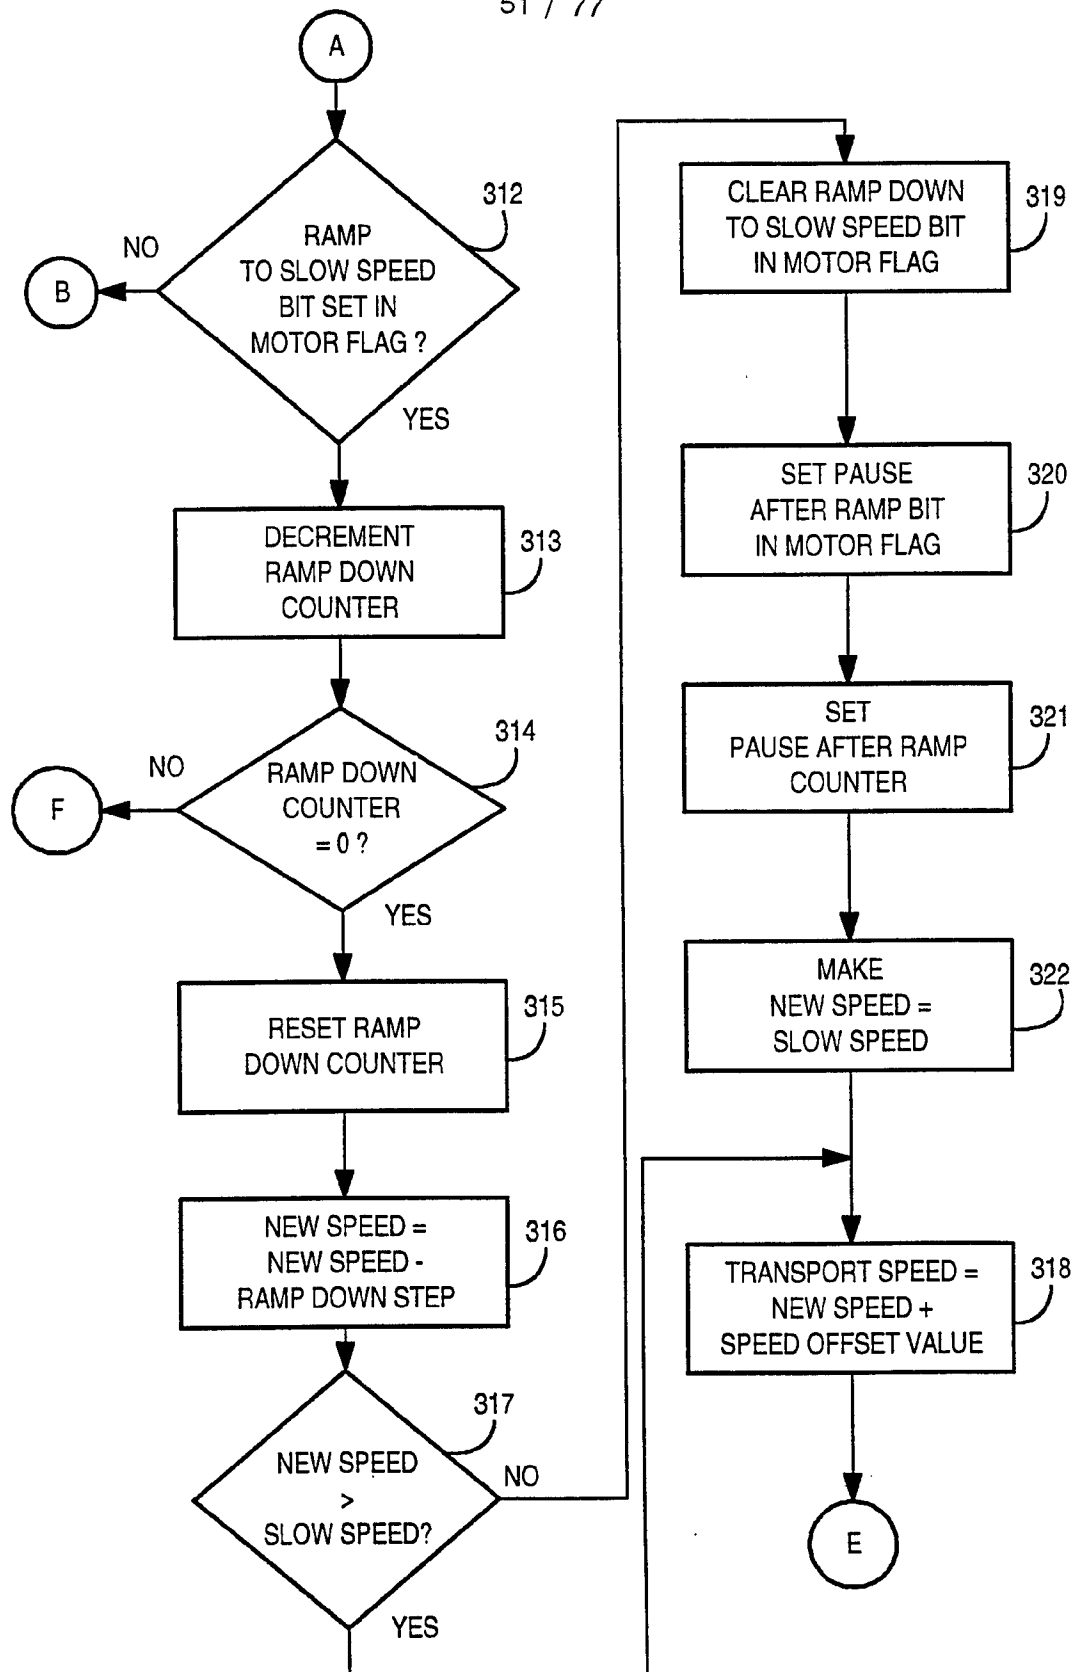 51 / 77
A
312
RAMP
TO SLOW SPEED
BIT SET IN
MOTOR FLAG ?
NO
B
YES
DECREMENT
RAMP DOWN
COUNTER
313
314
RAMP DOWN
COUNTER
= 0 ?
NO
F
YES
RESET RAMP
DOWN COUNTER
315
NEW SPEED =
NEW SPEED -
RAMP DOWN STEP
316
317
NEW SPEED
>
SLOW SPEED?
NO
YES
CLEAR RAMP DOWN
TO SLOW SPEED BIT
IN MOTOR FLAG
319
SET PAUSE
AFTER RAMP BIT
IN MOTOR FLAG
320
SET
PAUSE AFTER RAMP
COUNTER
321
MAKE
NEW SPEED =
SLOW SPEED
322
TRANSPORT SPEED =
NEW SPEED +
SPEED OFFSET VALUE
318
E